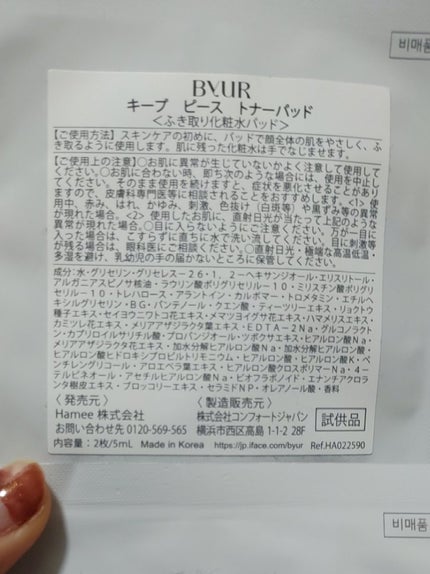 비매품
BYUR
キープ ピース トナーパッド
＜ふき取り化粧水パッド＞
【ご使用方法】スキンケアの初めに、パッドで顔全体の肌をやさしく、ふ
き取るように使用します。肌に残った化粧水は手でなじませます。
【ご使用上の注意】○お肌に異常が生じていないかよく注意して使用して
ください。○お肌に合わない時、即ち次のような場合には、使用を中止し
てください。そのまま使用を続けますと、症状を悪化させることがあり
ますので、皮膚科専門医等に相談されることをおすすめします。<1> 使
用中、赤み、はれ、かゆみ、刺激、色抜け（白斑等）や黒ずみ等の異常
が現れた場合。<2> 使用したお肌に、直射日光が当たって上記のような
異常が現れた場合。○目に入らないようにご注意ください。万が一目に
入った場合は、こすらずに直ちに水で洗い流してください。目に刺激等
が残る場合は、眼科医にご相談ください。○直射日光・極端な高温低温・
多湿を避け、乳幼児の手の届かないところに保管してください。
成分：水・グリセリン・グリセレス－26・1，2－ヘキサンジオール・エリスリトール・
アルガニアスピノサ核油・ラウリン酸ポリグリセリル－10・ミリスチン酸ポリグリ
セリル－10・トレハロース・アラントイン・カルボマー・トロメタミン・エチルヘ
キシルグリセリン・BG・パンテノール・クエン酸・ティーツリーエキス・リョクトウ
種子エキス・セイヨウニワトコ花エキス・メマツヨイグサ花エキス・ハマメリスエキス・
カミツレ花エキス・メリアアザジラクタ葉エキス・EDTA－2Na・グルコノラクト
ン・カプリロイルサリチル酸・プロパンジオール・ツボクサエキス・ヒアルロン酸Na・
メリアアザジラクタ花エキス・加水分解ヒアルロン酸Na・加水分解ヒアルロン酸・
ヒアルロン酸ヒドロキシプロピルトリモニウム・ヒアルロン酸・ヒアルロン酸K・ペ
ンチレングリコール・アロエベラ葉エキス・ヒアルロン酸クロスポリマーNa・4－
テルピネオール・アセチルヒアルロン酸Na・ビオフラボノイド・エナンチアクロラ
ンタ樹皮エキス・ブロッコリーエキス・セラミドNP・オレアノール酸・香料
〈発売元〉 〈製造販売元〉
Hamee 株式会社 株式会社コンフォートジャパン
お問い合わせ先 0120-569-565 横浜市西区高島 1-1-2 28F
試供品
内容量：2枚/5mL Made in Korea https://jp.iface.com/byur Ref.HA022590
비매품